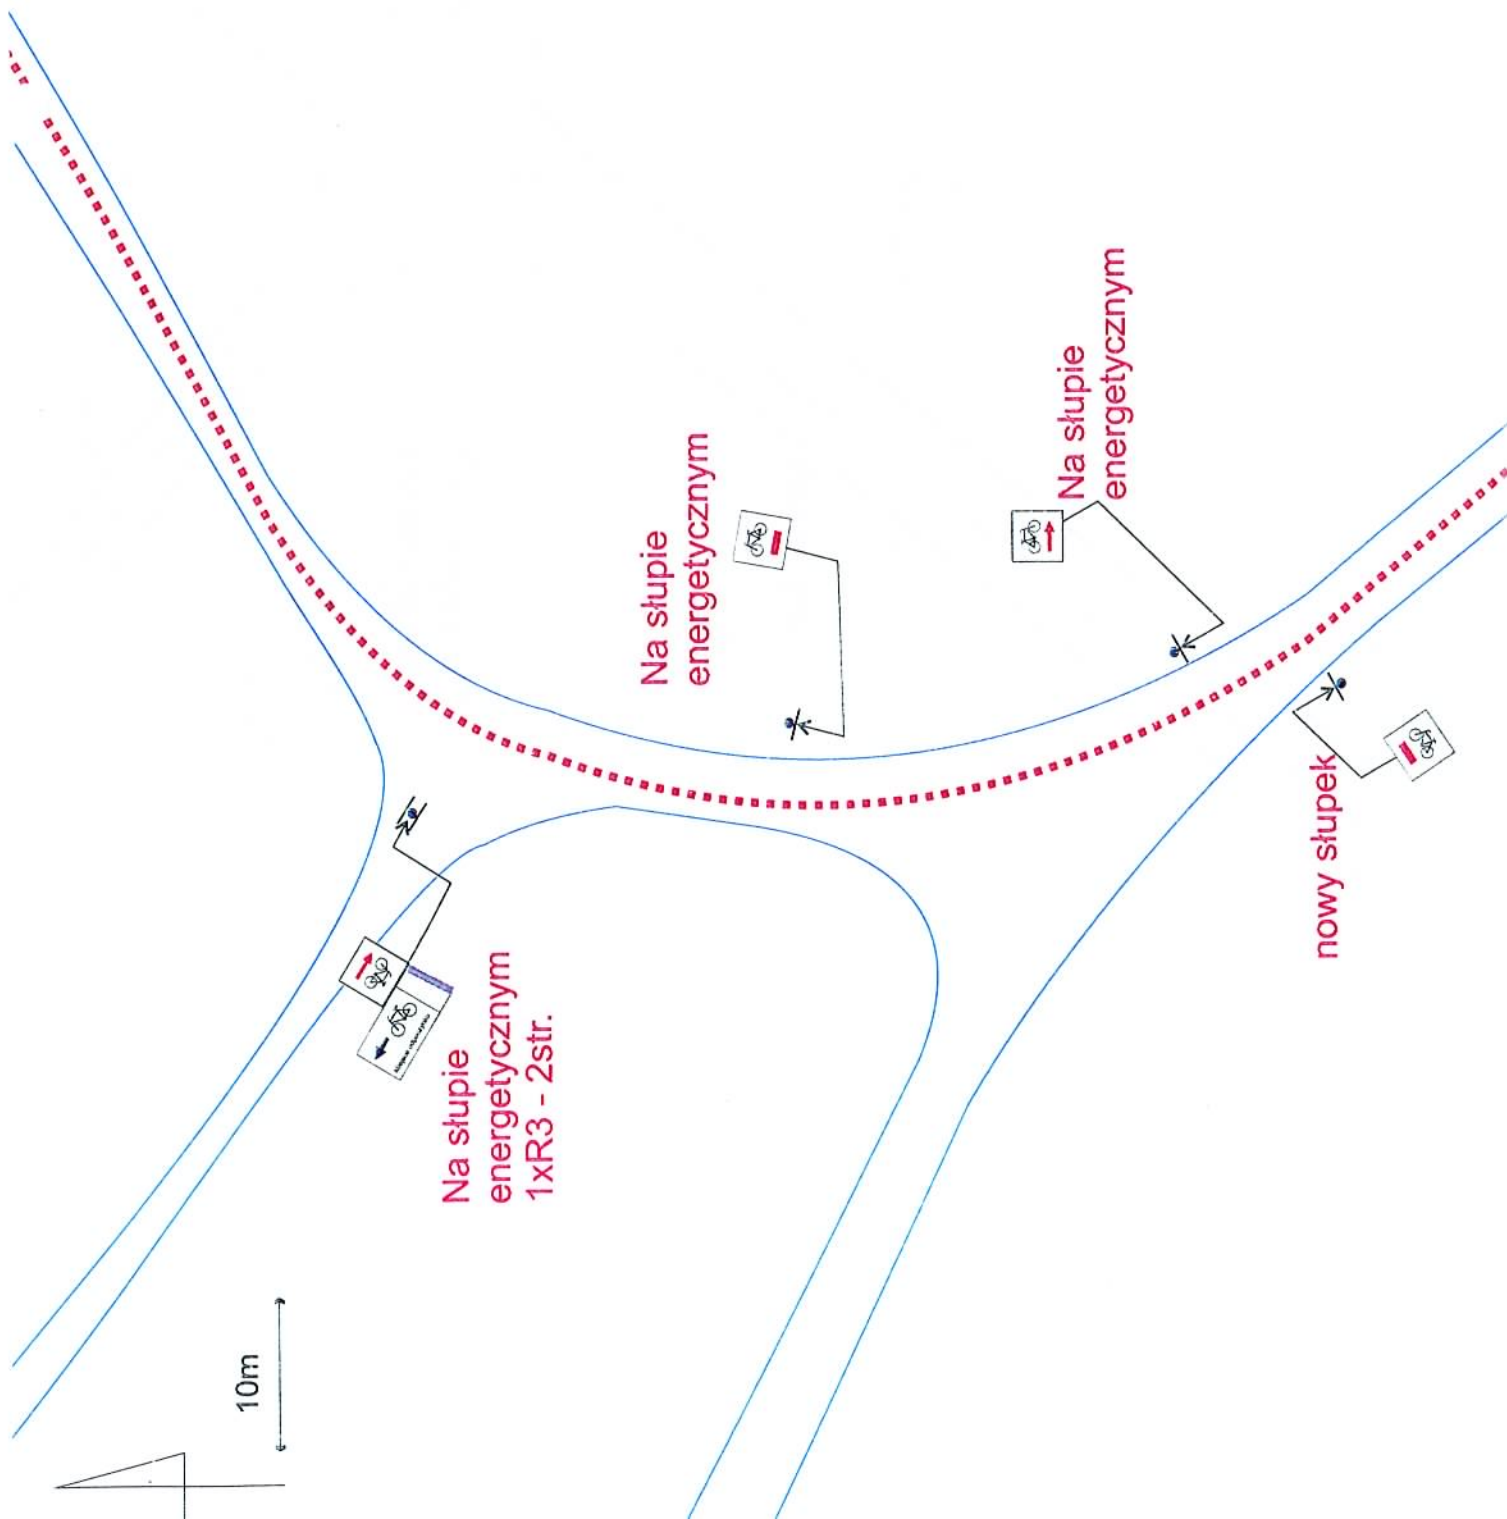 10m
Na słupie
energetycznym
1xR3 - 2str.
Na słupie
energetycznym
Na słupie
energetycznym
nowy słupek